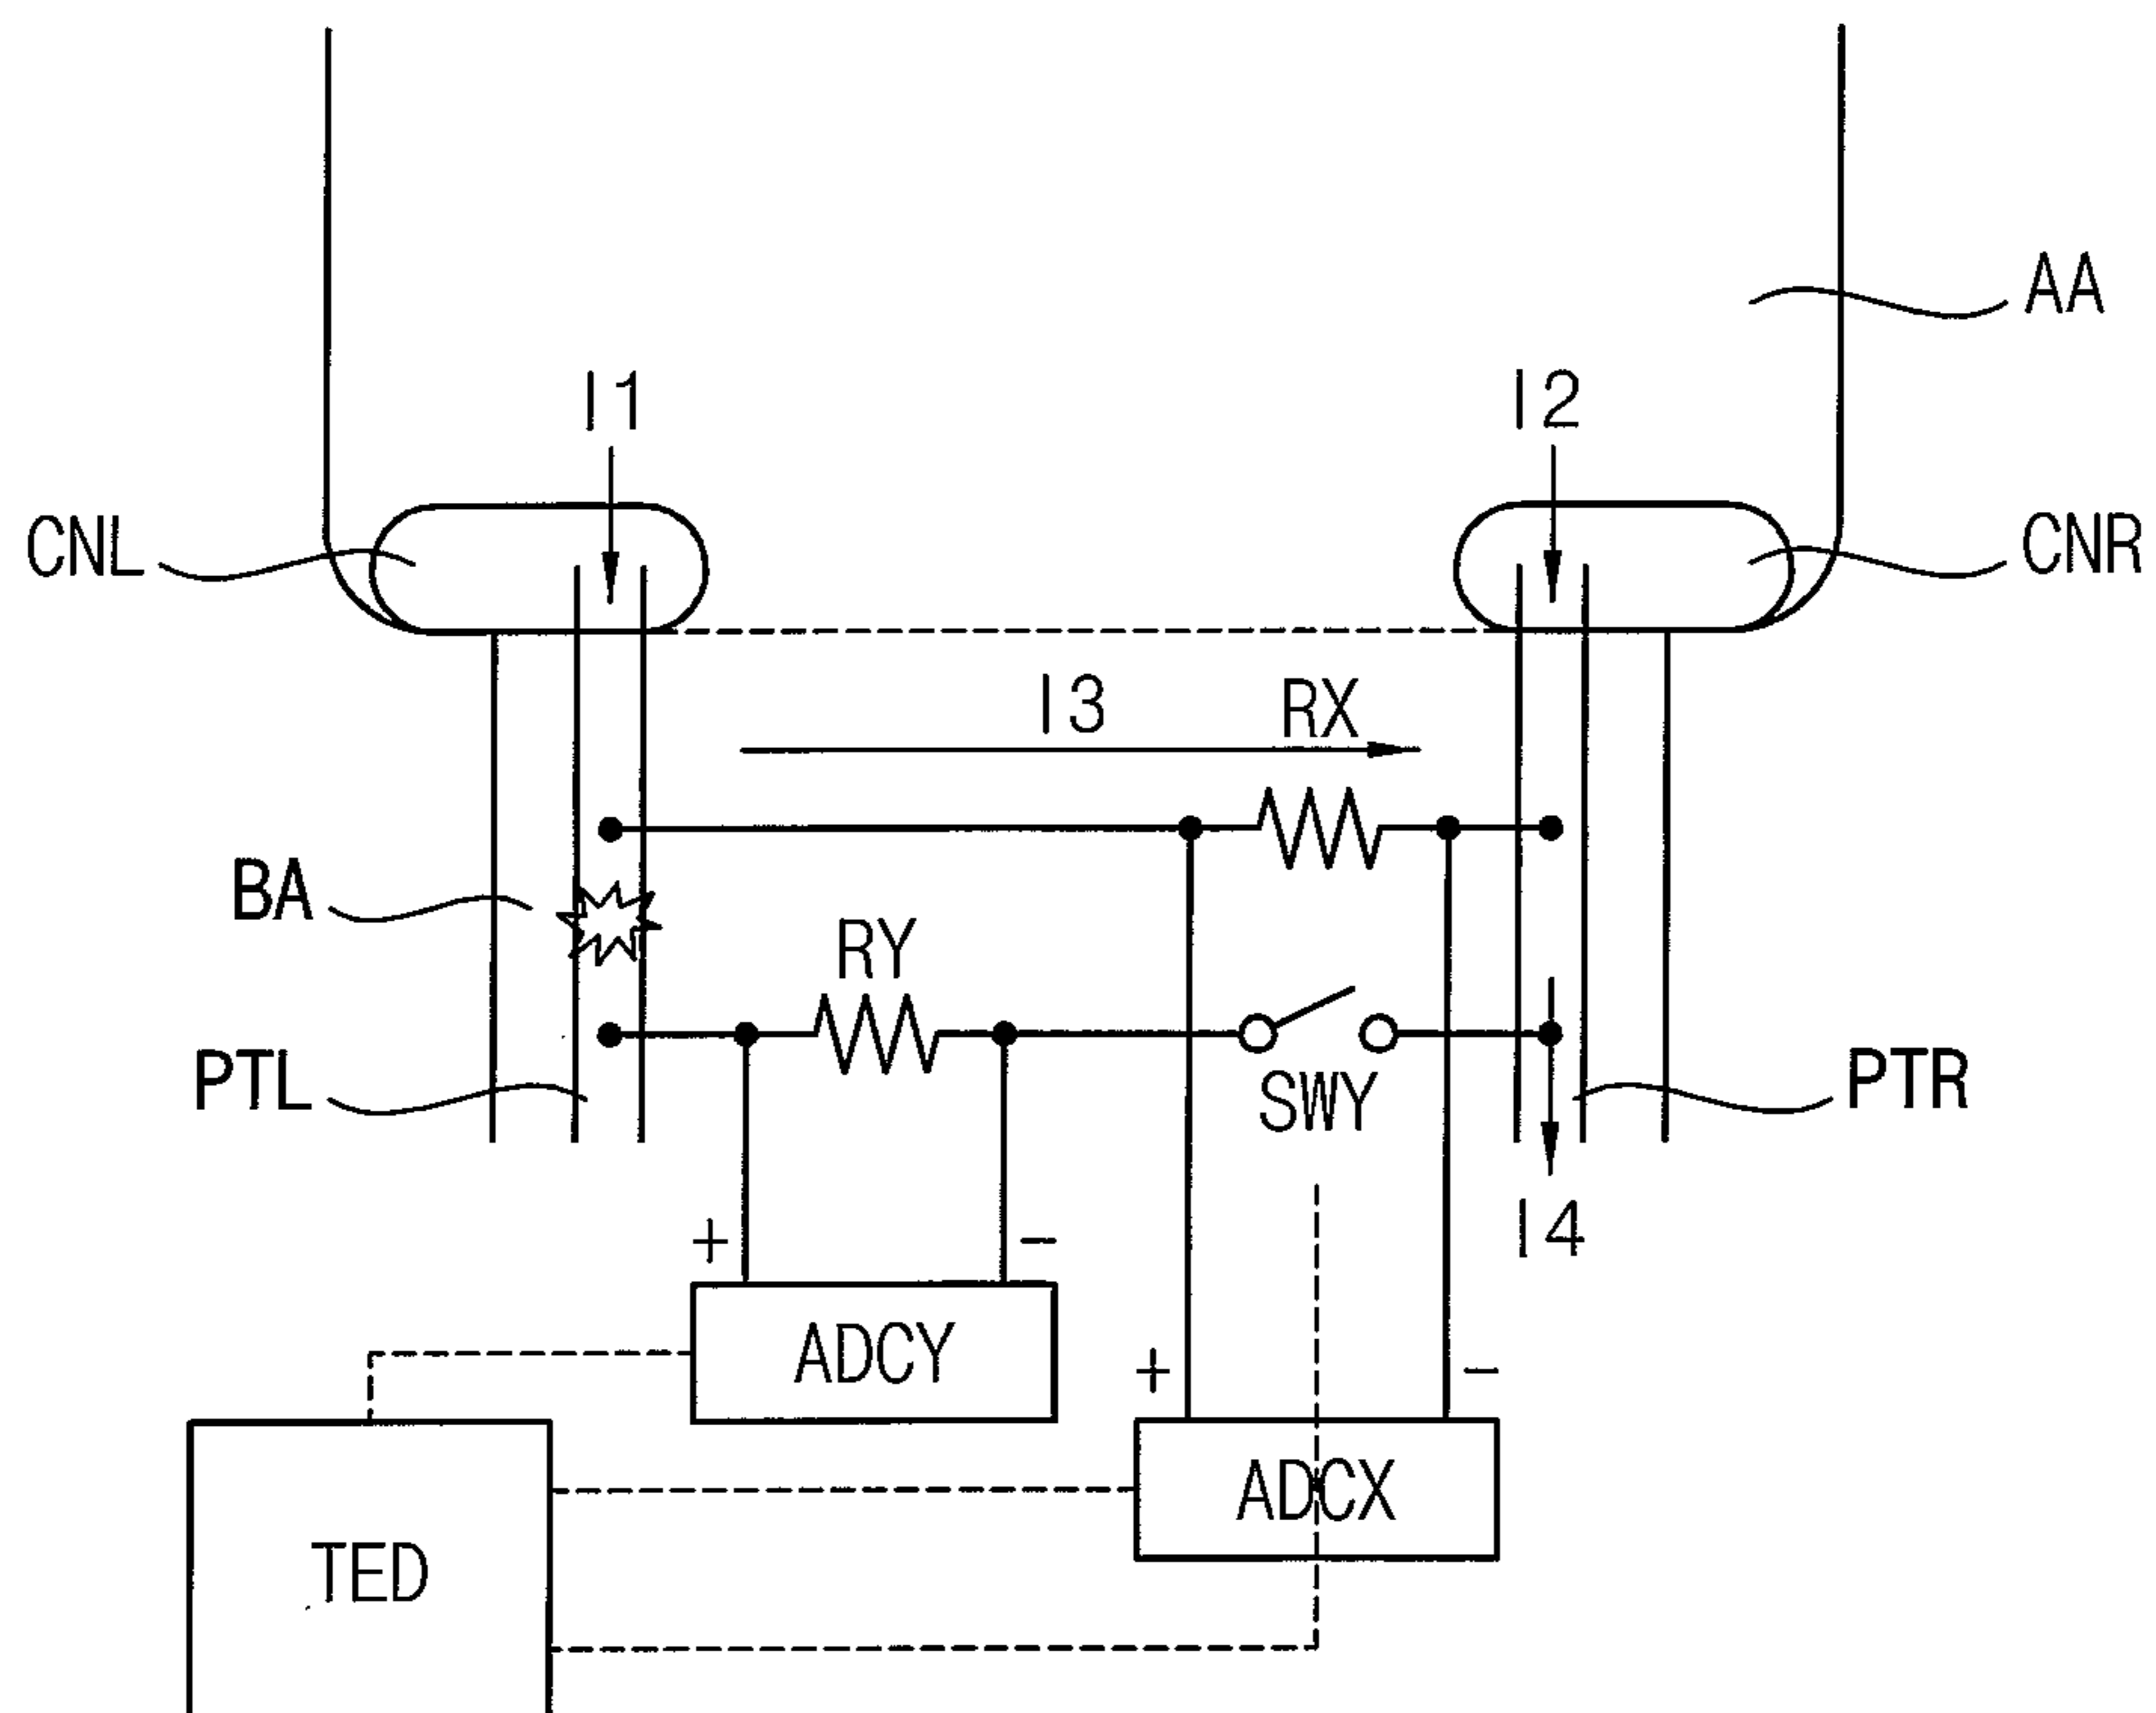 AA
I1
I2
CNL
CNR
I3
RX
BA
RY
PTL
SWY
PTR
+
-
I4
ADCY
+
-
ADCX
TED